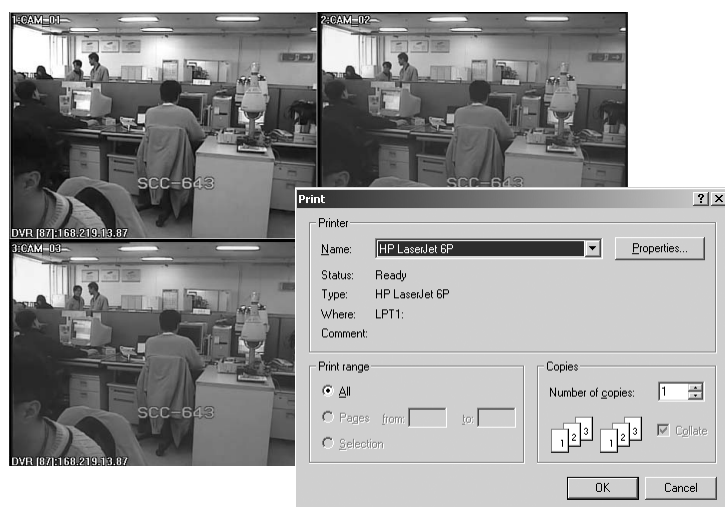 1:CAM_01
2:CAM_02
SCC-643
SCC-643
DVR [87]:168.219.13.87
3:CAM_03
SCC-643
DVR [87]:168.219.13.87
Print
Printer
Name: HP LaserJet 6P Properties...
Status: Ready
Type: HP LaserJet 6P
Where: LPT1:
Comment:
Print range
All
Pages from: to:
Selection
Copies
Number of copies: 1
1 2 3 1 2 3 Collate
OK Cancel